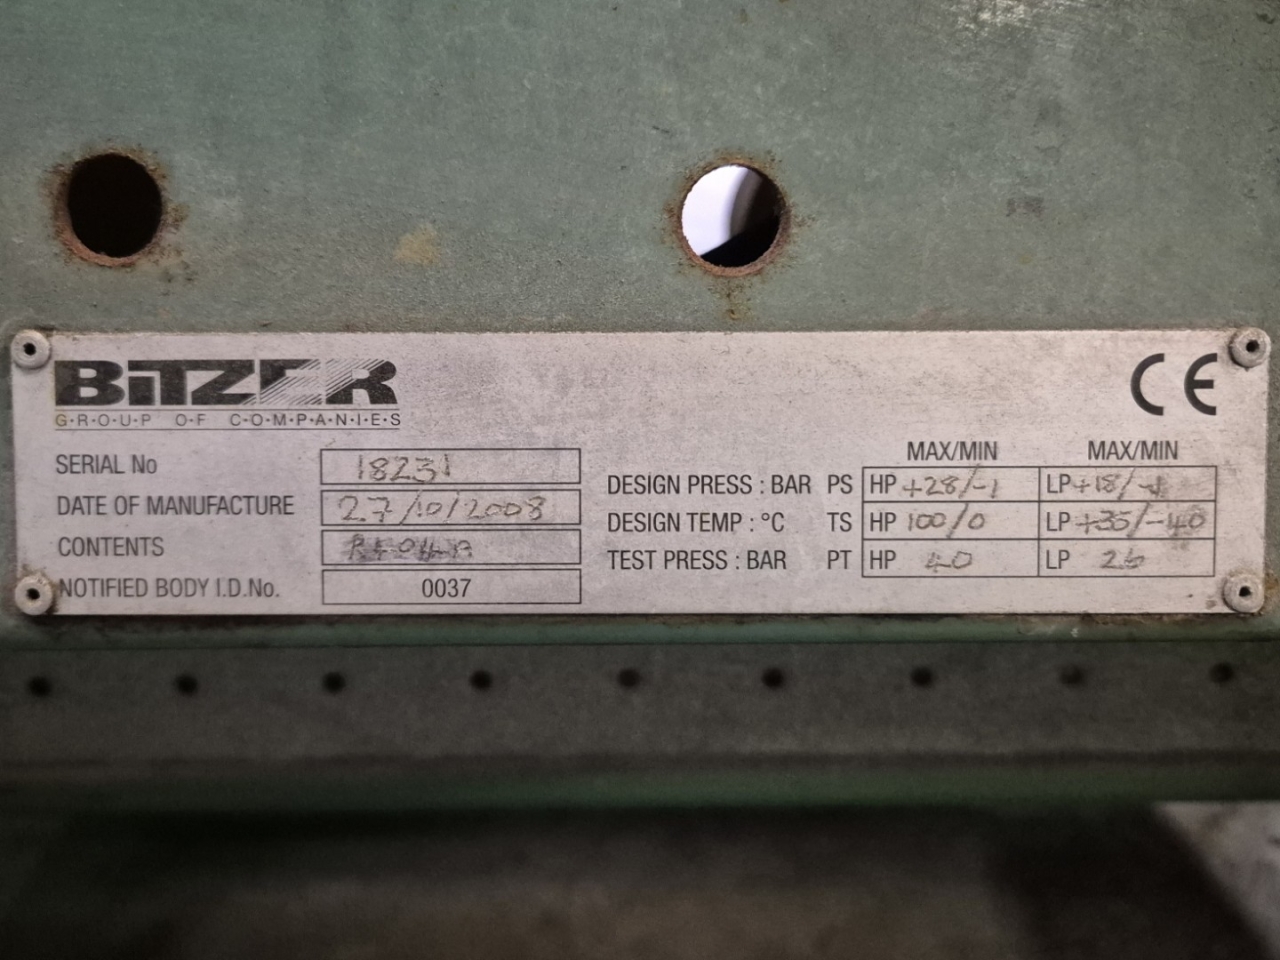 BiTZER
G·R·O·U·P O·F C·O·M·P·A·N·I·E·S
CE
SERIAL No 18231
DATE OF MANUFACTURE 27/10/2008
CONTENTS
NOTIFIED BODY I.D.No. 0037
MAX/MIN MAX/MIN
DESIGN PRESS : BAR PS HP +28/-1 LP +18/-1
DESIGN TEMP : °C TS HP 100/0 LP +35/-40
TEST PRESS : BAR PT HP 40 LP 26